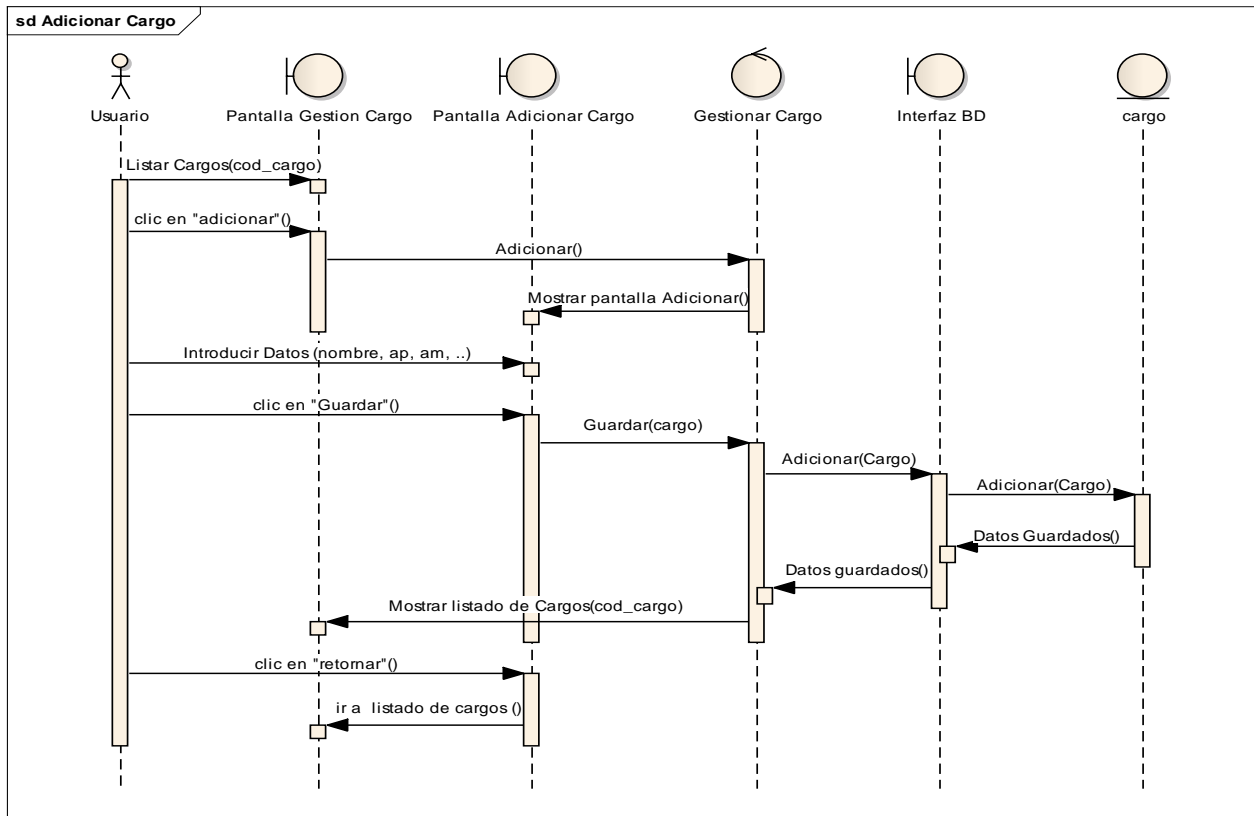 sd Adicionar Cargo
Usuario
Pantalla Gestion Cargo
Pantalla Adicionar Cargo
Gestionar Cargo
Interfaz BD
cargo
Listar Cargos(cod_cargo)
clic en "adicionar"()
Adicionar()
Mostrar pantalla Adicionar()
Introducir Datos (nombre, ap, am, ..)
clic en "Guardar"()
Guardar(cargo)
Adicionar(Cargo)
Adicionar(Cargo)
Datos Guardados()
Datos guardados()
Mostrar listado de Cargos(cod_cargo)
clic en "retornar"()
ir a listado de cargos ()